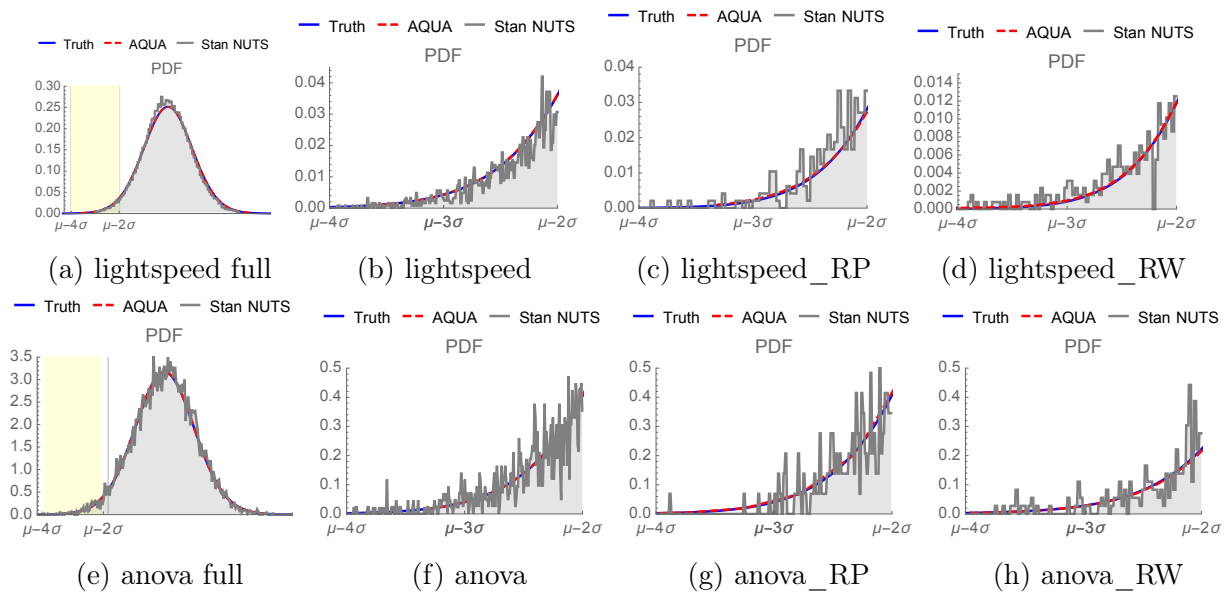 Truth AQUA Stan NUTS
PDF
0.30
0.25
0.20
0.15
0.10
0.05
0.00
μ-4σ μ-2σ
(a) lightspeed full
Truth AQUA Stan NUTS
PDF
0.04
0.03
0.02
0.01
0.00
μ-4σ μ-3σ μ-2σ
(b) lightspeed
Truth AQUA Stan NUTS
PDF
0.04
0.03
0.02
0.01
0.00
μ-4σ μ-3σ μ-2σ
(c) lightspeed_RP
Truth AQUA Stan NUTS
PDF
0.014
0.012
0.010
0.008
0.006
0.004
0.002
0.000
μ-4σ μ-3σ μ-2σ
(d) lightspeed_RW
Truth AQUA Stan NUTS
PDF
3.5
3.0
2.5
2.0
1.5
1.0
0.5
0.0
μ-4σ μ-2σ
(e) anova full
Truth AQUA Stan NUTS
PDF
0.5
0.4
0.3
0.2
0.1
0.0
μ-4σ μ-3σ μ-2σ
(f) anova
Truth AQUA Stan NUTS
PDF
0.5
0.4
0.3
0.2
0.1
0.0
μ-4σ μ-3σ μ-2σ
(g) anova_RP
Truth AQUA Stan NUTS
PDF
0.5
0.4
0.3
0.2
0.1
0.0
μ-4σ μ-3σ μ-2σ
(h) anova_RW